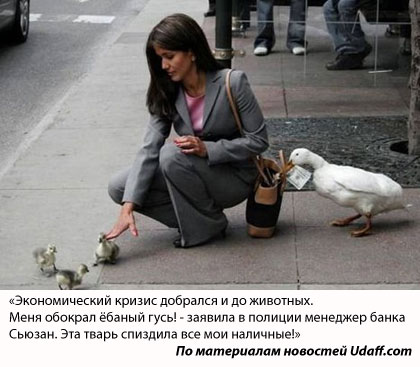 «Экономический кризис добрался и до животных.
Меня обокрал ёбаный гусь! - заявила в полиции менеджер банка
Сьюзан. Эта тварь спиздила все мои наличные!»
По материалам новостей Udaff.com